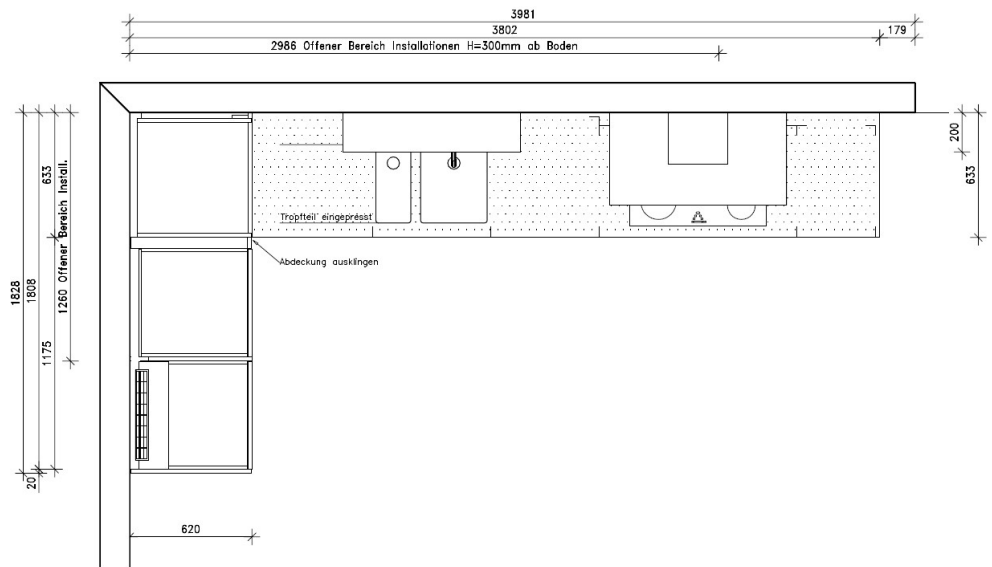 3981
3802
179
2986 Offener Bereich Installationen H=300mm ab Boden
200
633
633
1260 Offener Bereich Install.
Tropfteil eingepresst
Abdeckung ausklingen
1828
1808
1175
20
620